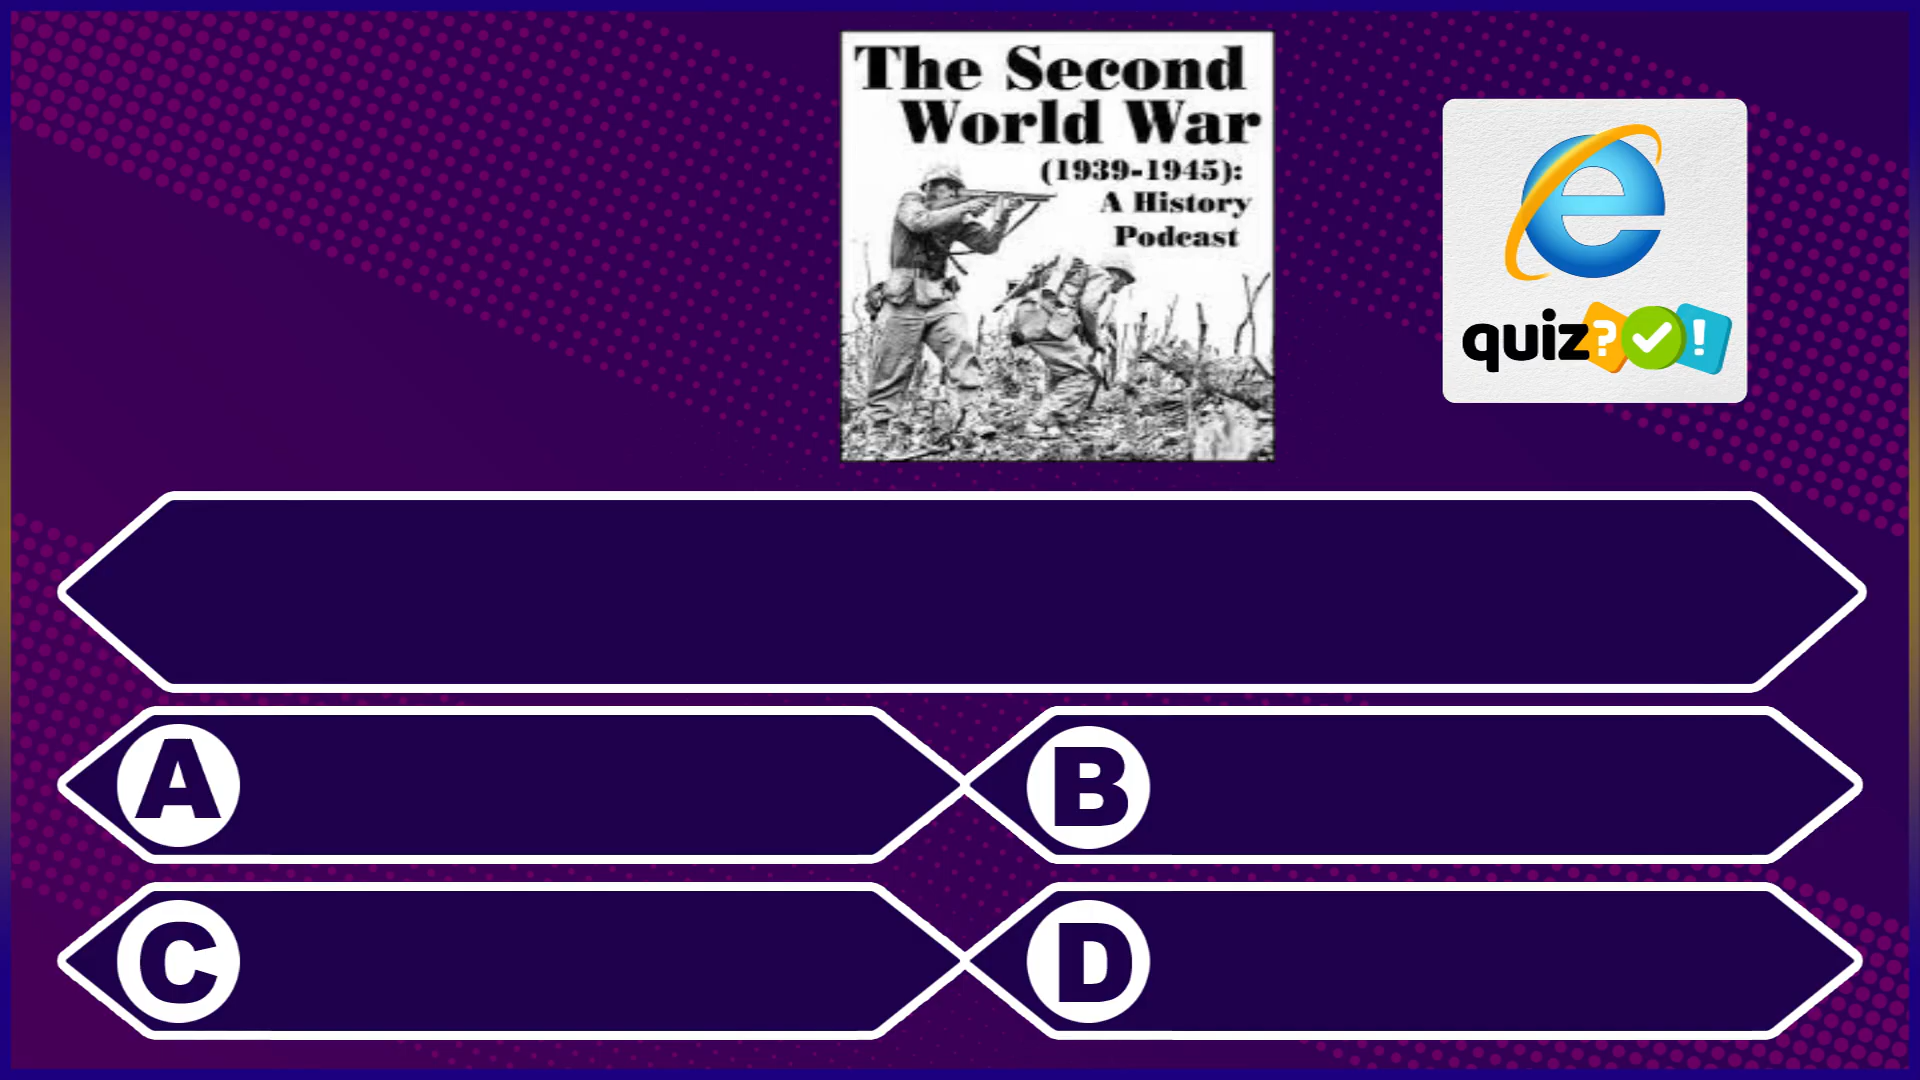 The Second
World War
(1939-1945):
A History
Podcast
e
quiz?!
A
B
C
D